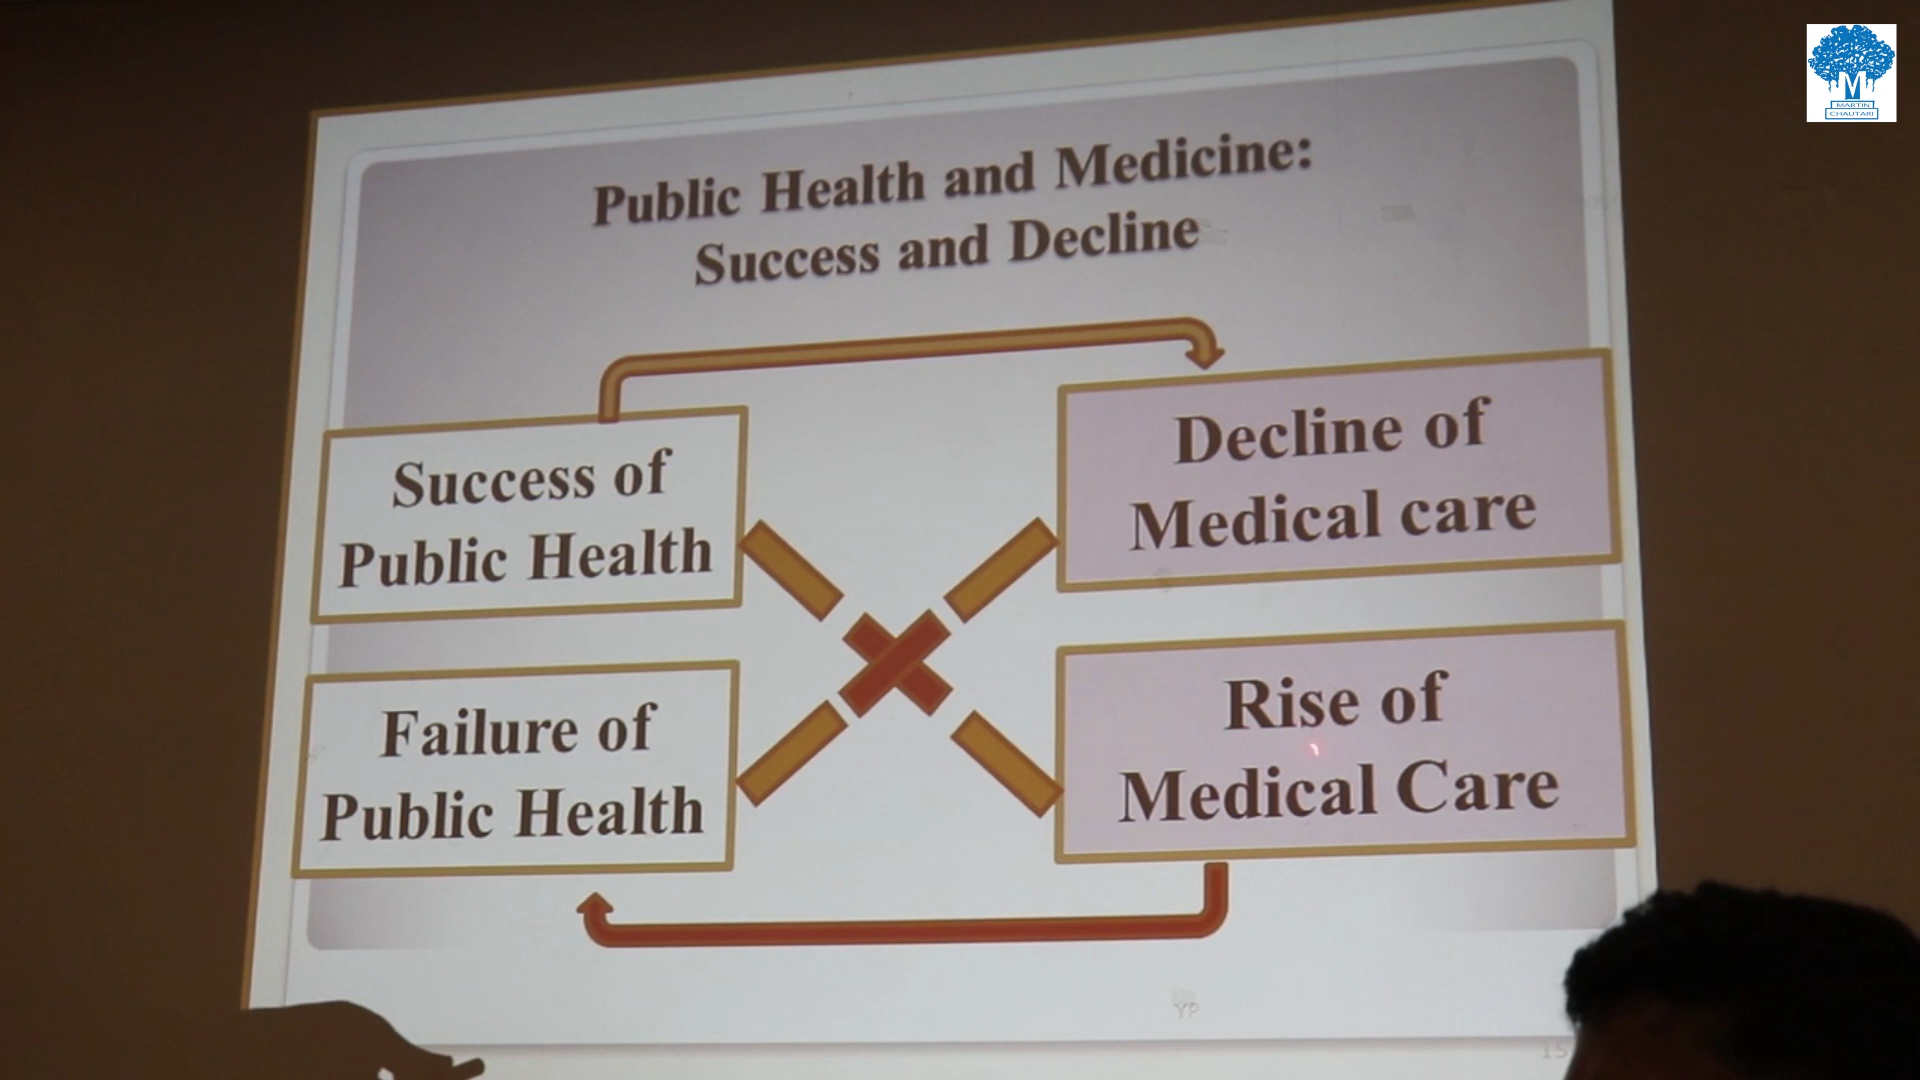 Public Health and Medicine:
Success and Decline
Success of
Public Health
Decline of
Medical care
Failure of
Public Health
Rise of
Medical Care
YP
15
M
MARTIN
CHAUTARI